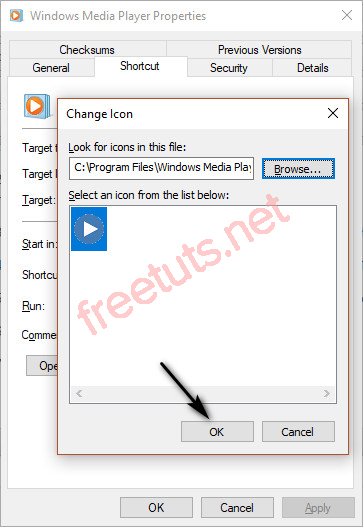 Windows Media Player Properties
Checksums
Previous Versions
General
Shortcut
Security
Details
Change Icon
Look for icons in this file:
C:\Program Files\Windows Media Play
Browse...
Select an icon from the list below:
Target
Target
Target:
Start in:
Shortcu
Run:
Comme
Ope
freetuts.net
OK
Cancel
OK
Cancel
Apply